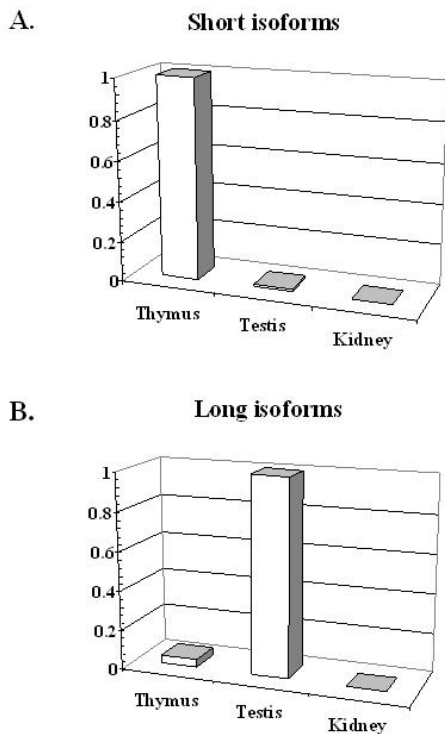 A.
Short isoforms
1
0.8
0.6
0.4
0.2
0
Thymus
Testis
Kidney
B.
Long isoforms
1
0.8
0.6
0.4
0.2
0
Thymus
Testis
Kidney